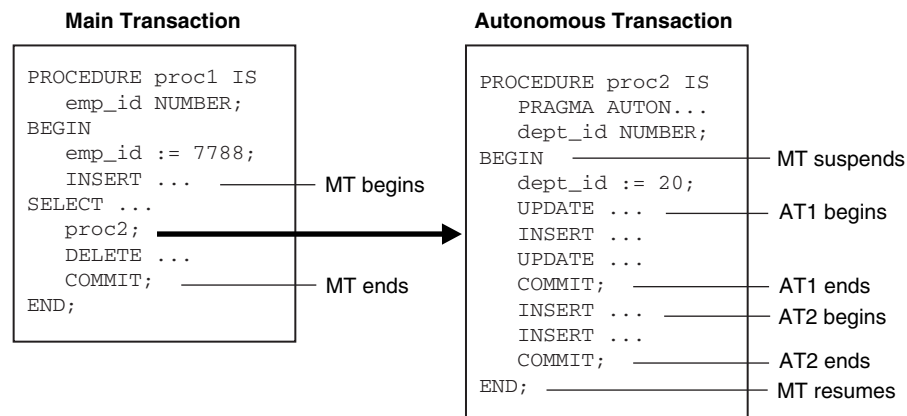 Main Transaction
PROCEDURE proc1 IS
emp_id NUMBER;
BEGIN
emp_id := 7788;
INSERT ...
SELECT ...
proc2;
DELETE ...
COMMIT;
END;
MT begins
MT ends
Autonomous Transaction
PROCEDURE proc2 IS
PRAGMA AUTON...
dept_id NUMBER;
BEGIN
dept_id := 20;
UPDATE ...
INSERT ...
UPDATE ...
COMMIT;
INSERT ...
INSERT ...
COMMIT;
END;
MT suspends
AT1 begins
AT1 ends
AT2 begins
AT2 ends
MT resumes